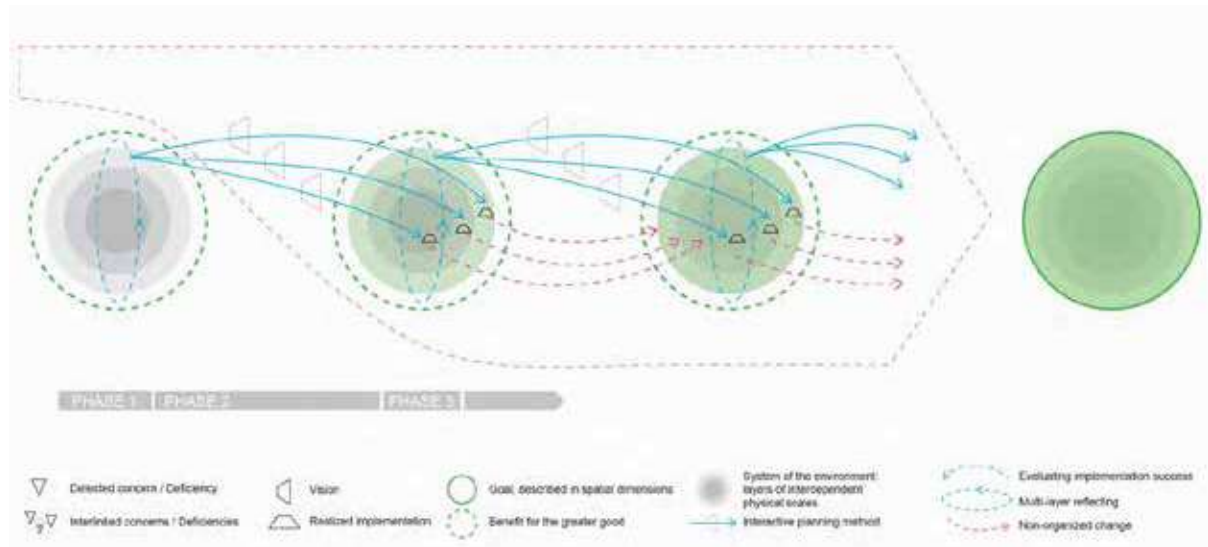 PHASE 1
PHASE 2
PHASE 3
Detected concern / Deficiency
Interlinked concerns / Deficiencies
Vision
Realized implementation
Goal, described in spatial dimensions
Benefit for the greater good
System of the environment:
layers of interdependent
physical scales
Interactive planning method
Evaluating implementation success
Multi-layer reflecting
Non-organized change